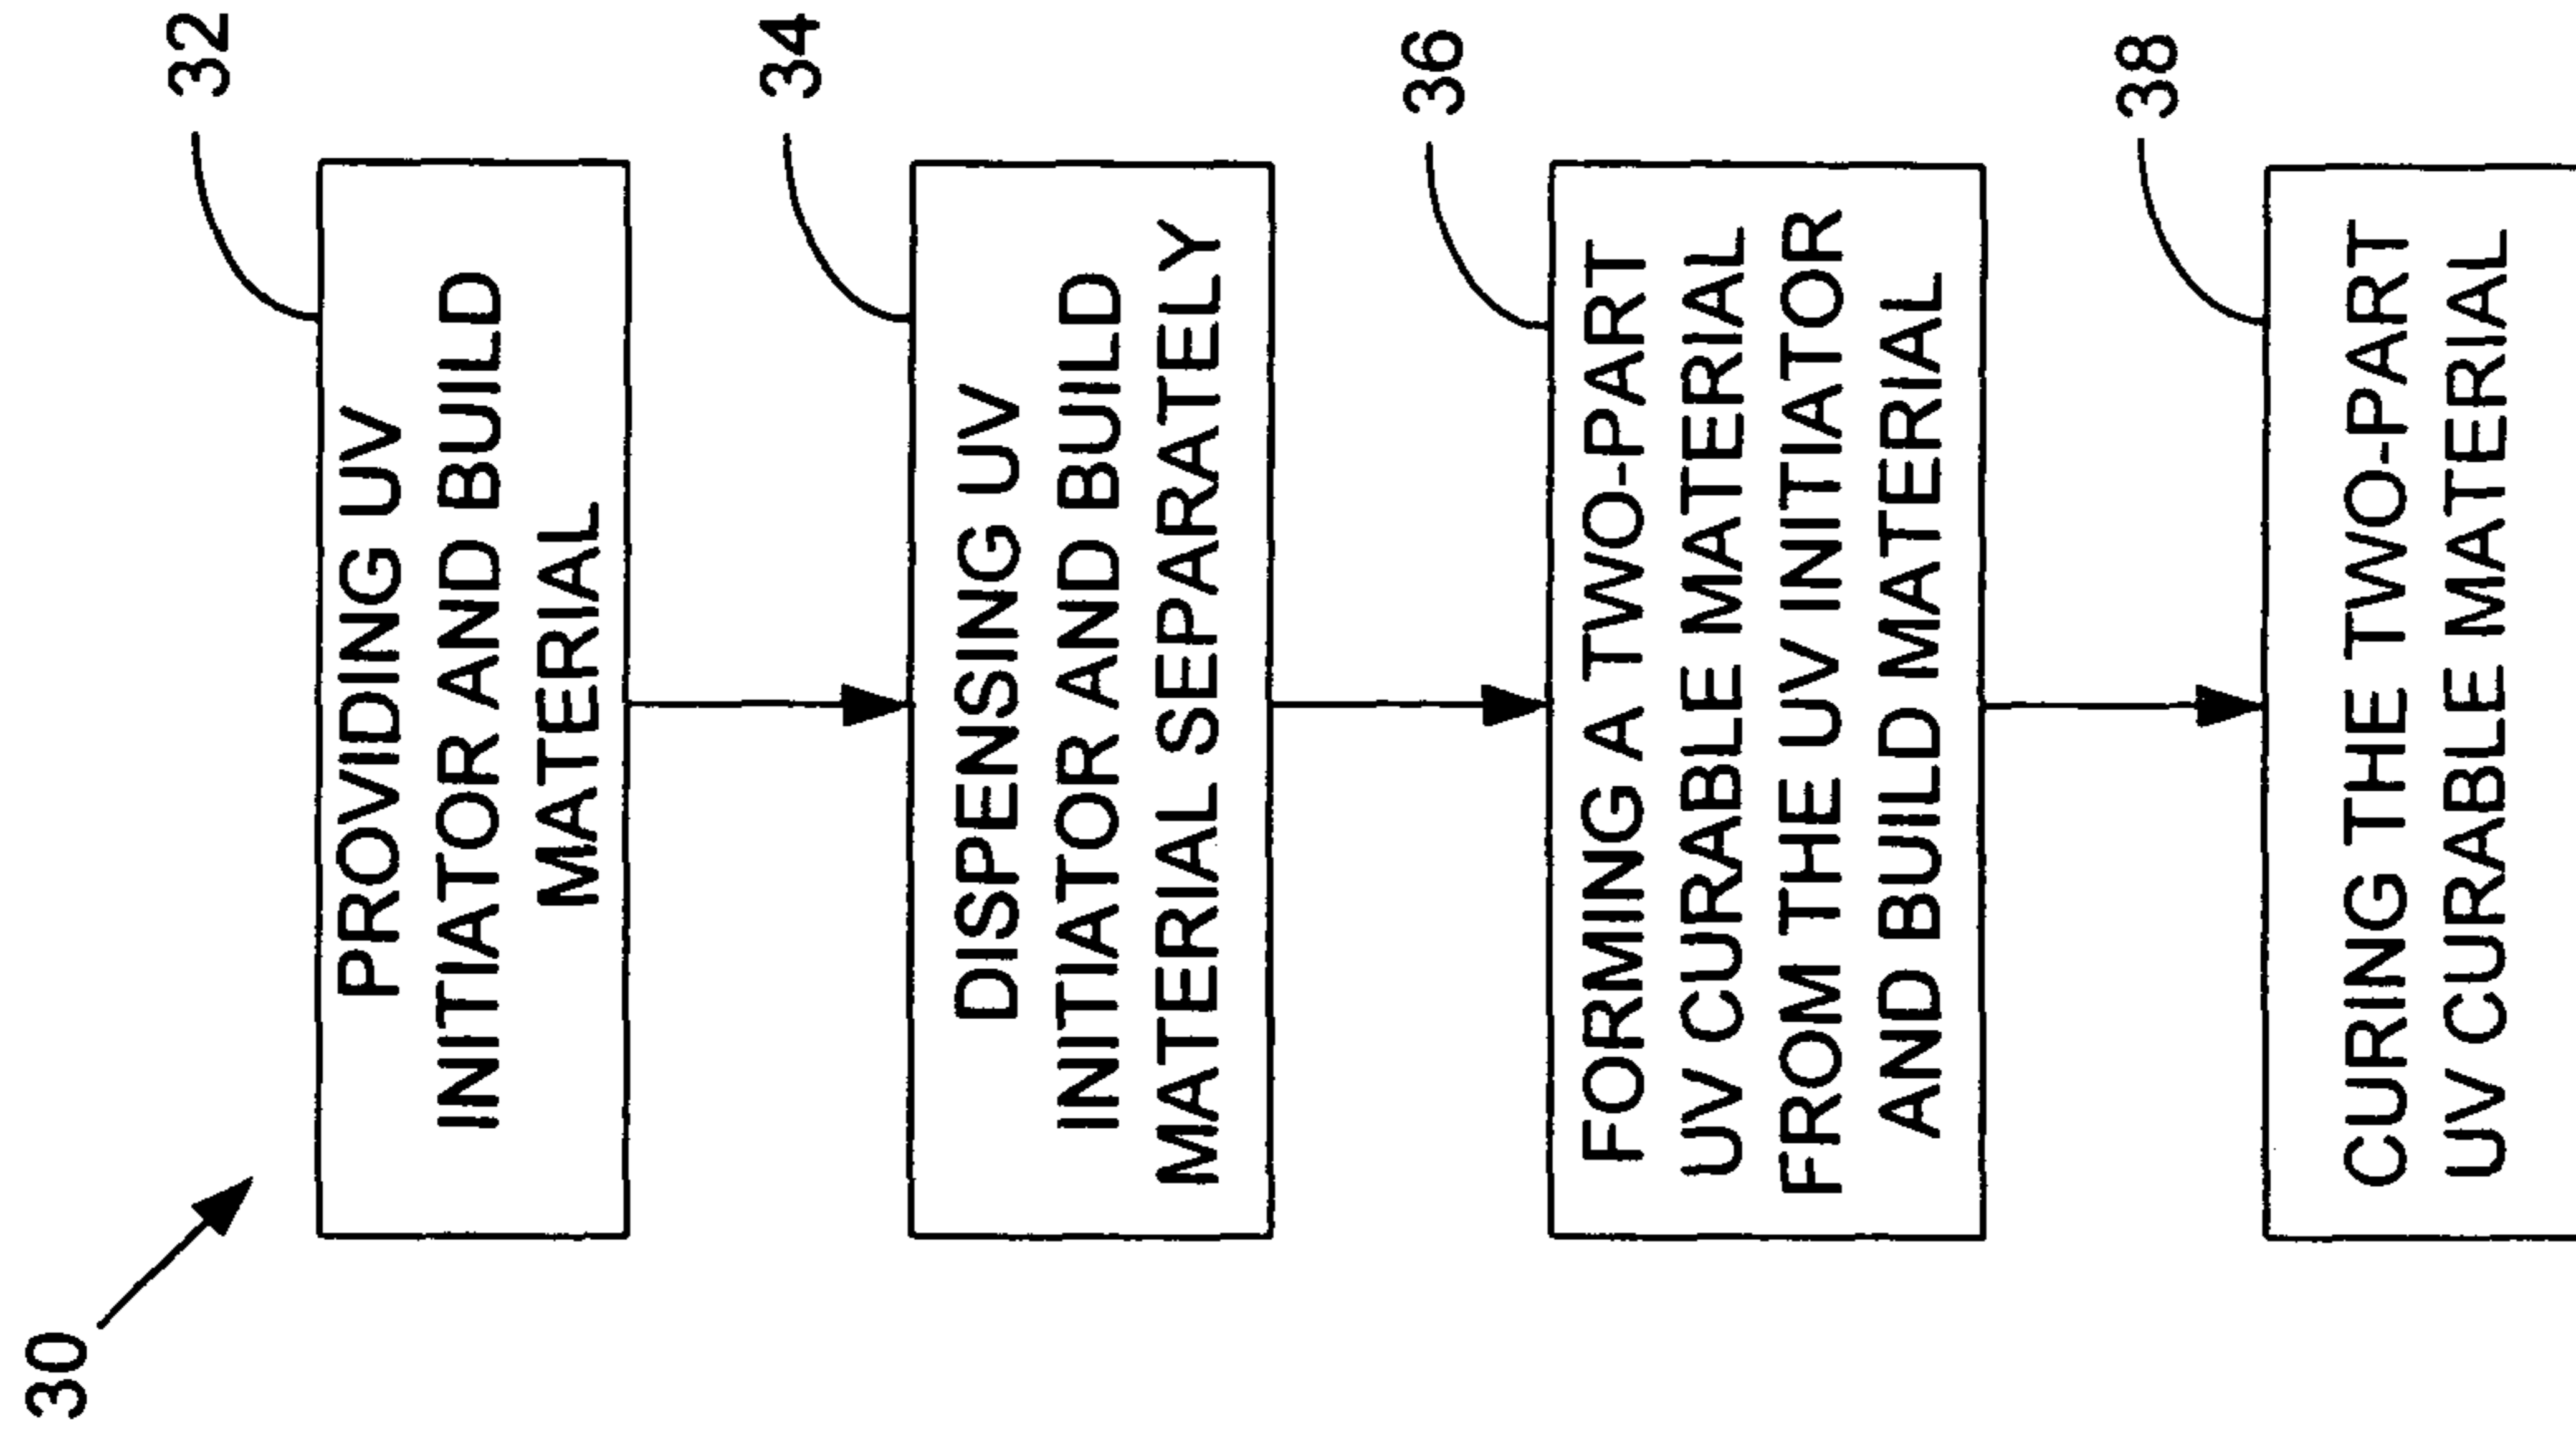 30
32
PROVIDING UV
INITIATOR AND BUILD
MATERIAL
34
DISPENSING UV
INITIATOR AND BUILD
MATERIAL SEPARATELY
36
FORMING A TWO-PART
UV CURABLE MATERIAL
FROM THE UV INITIATOR
AND BUILD MATERIAL
38
CURING THE TWO-PART
UV CURABLE MATERIAL